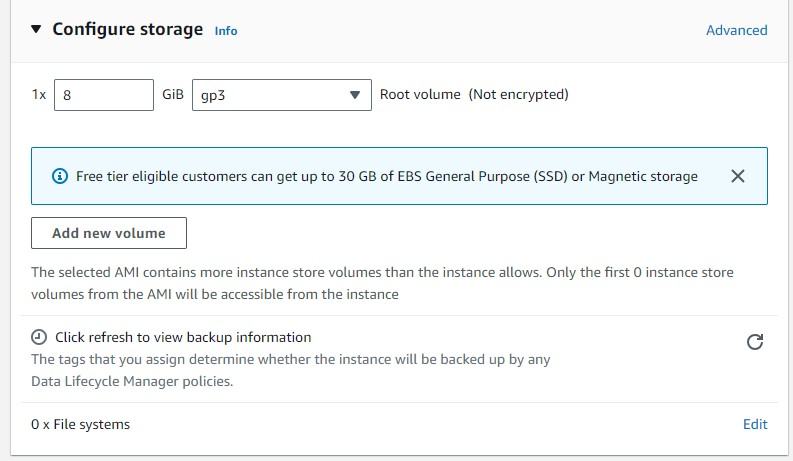 Configure storage Info Advanced
1x 8 GiB gp3 Root volume (Not encrypted)
Free tier eligible customers can get up to 30 GB of EBS General Purpose (SSD) or Magnetic storage
Add new volume
The selected AMI contains more instance store volumes than the instance allows. Only the first 0 instance store
volumes from the AMI will be accessible from the instance
Click refresh to view backup information
The tags that you assign determine whether the instance will be backed up by any
Data Lifecycle Manager policies.
0 x File systems Edit